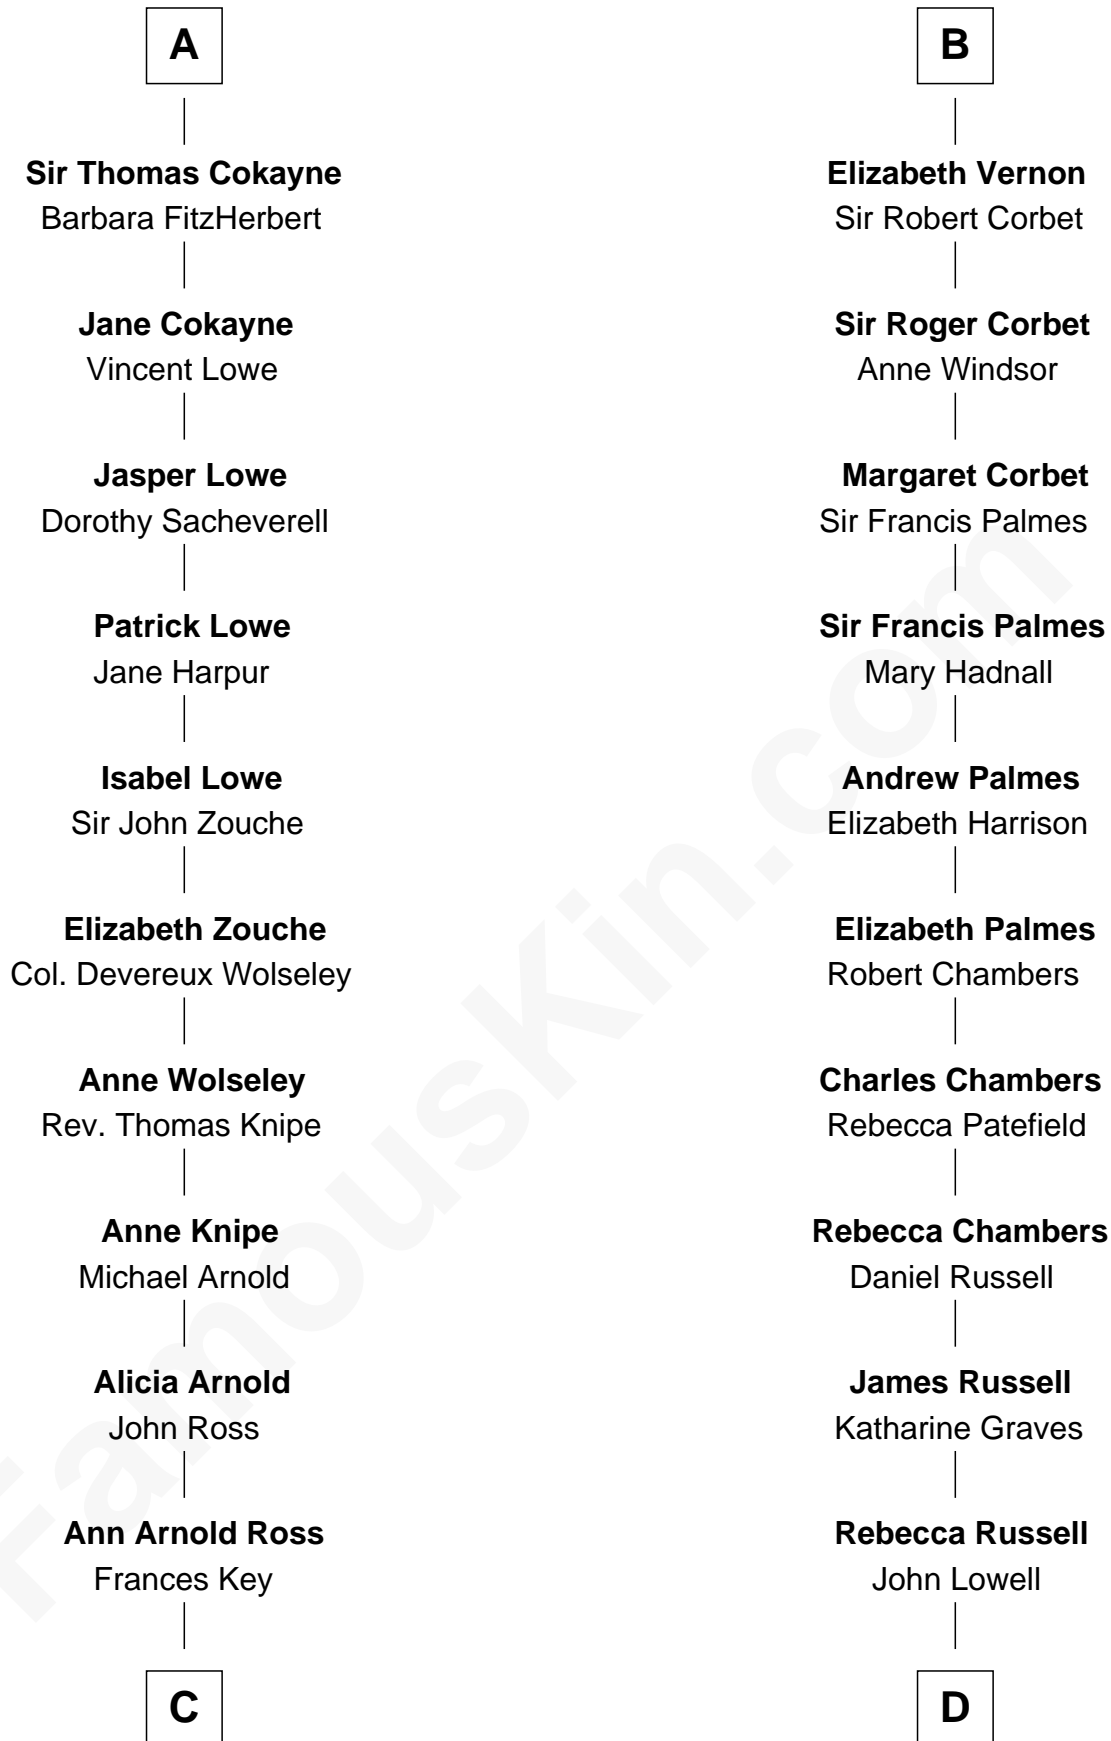 A
Sir Thomas Cokayne
Barbara FitzHerbert
Jane Cokayne
Vincent Lowe
Jasper Lowe
Dorothy Sacheverell
Patrick Lowe
Jane Harpur
Isabel Lowe
Sir John Zouche
Elizabeth Zouche
Col. Devereux Wolseley
Anne Wolseley
Rev. Thomas Knipe
Anne Knipe
Michael Arnold
Alicia Arnold
John Ross
Ann Arnold Ross
Frances Key
C
B
Elizabeth Vernon
Sir Robert Corbet
Sir Roger Corbet
Anne Windsor
Margaret Corbet
Sir Francis Palmes
Sir Francis Palmes
Mary Hadnall
Andrew Palmes
Elizabeth Harrison
Elizabeth Palmes
Robert Chambers
Charles Chambers
Rebecca Patefield
Rebecca Chambers
Daniel Russell
James Russell
Katharine Graves
Rebecca Russell
John Lowell
D
FamousKin.com